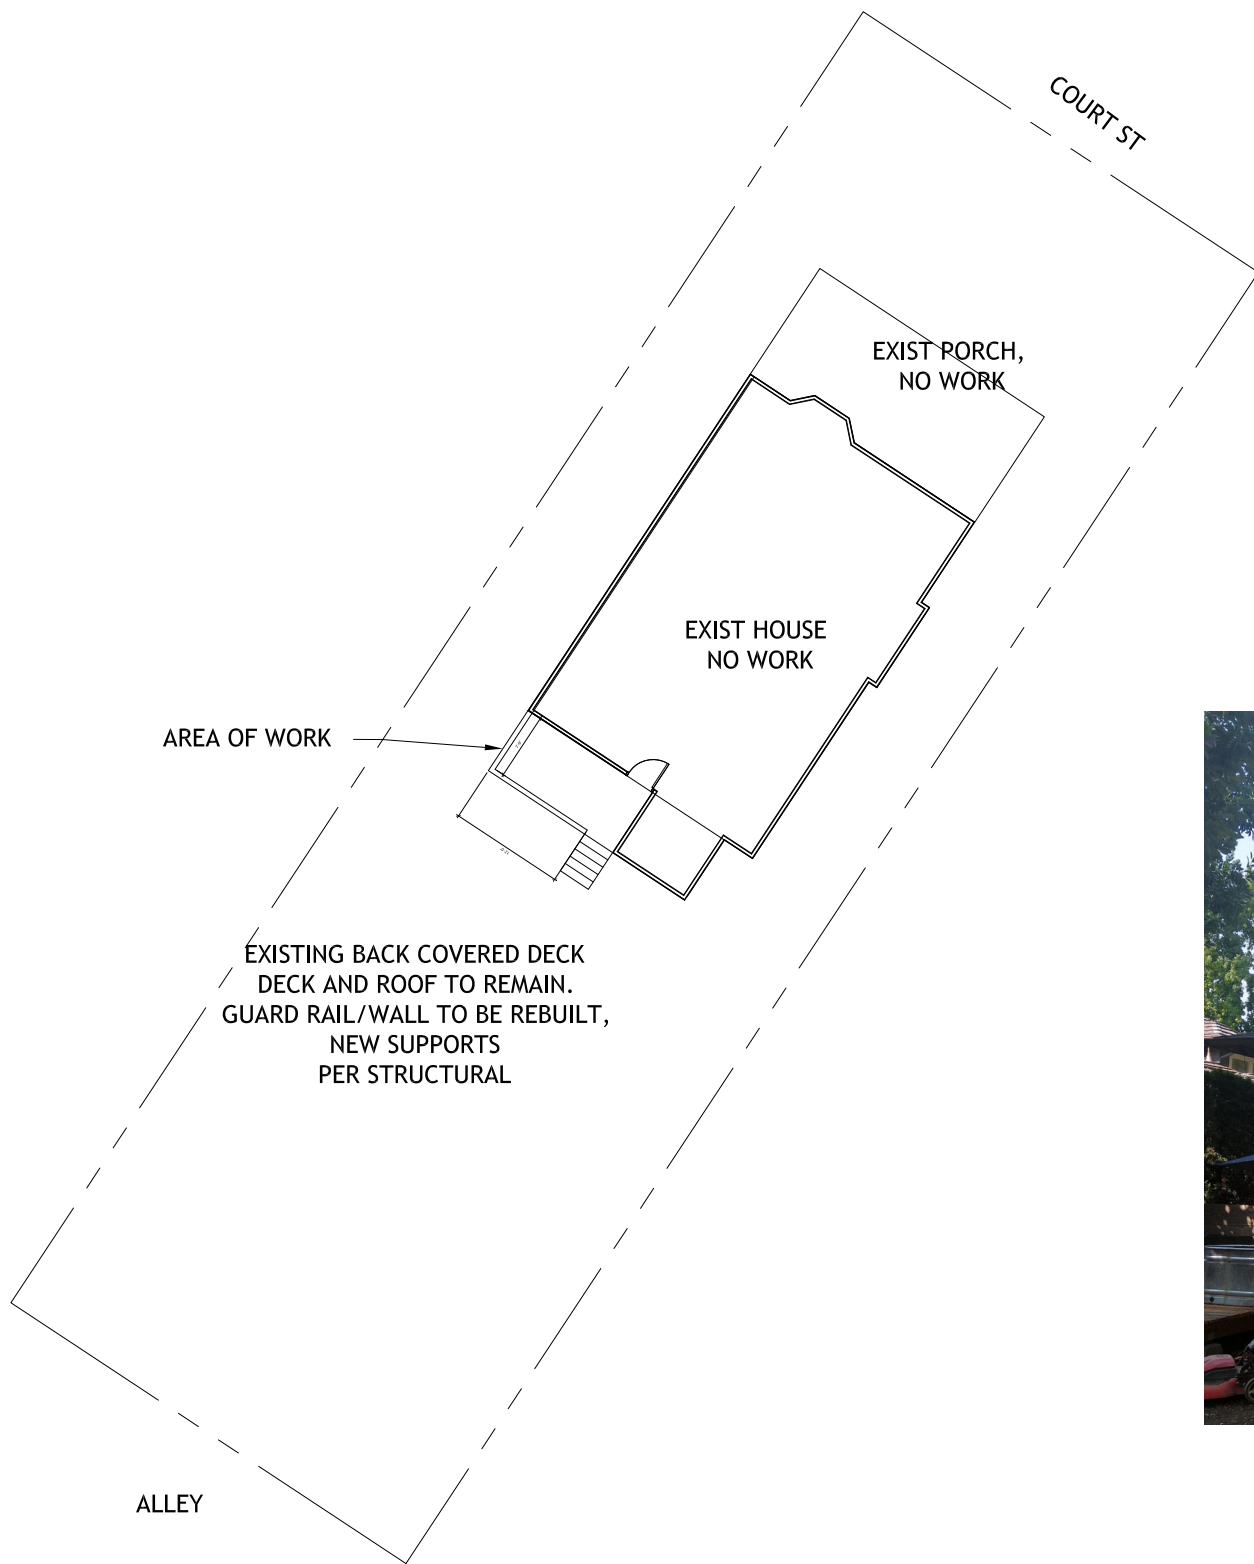 COURT ST
EXIST PORCH,
NO WORK
EXIST HOUSE
NO WORK
AREA OF WORK
EXISTING BACK COVERED DECK
DECK AND ROOF TO REMAIN.
GUARD RAIL/WALL TO BE REBUILT,
NEW SUPPORTS
PER STRUCTURAL
ALLEY